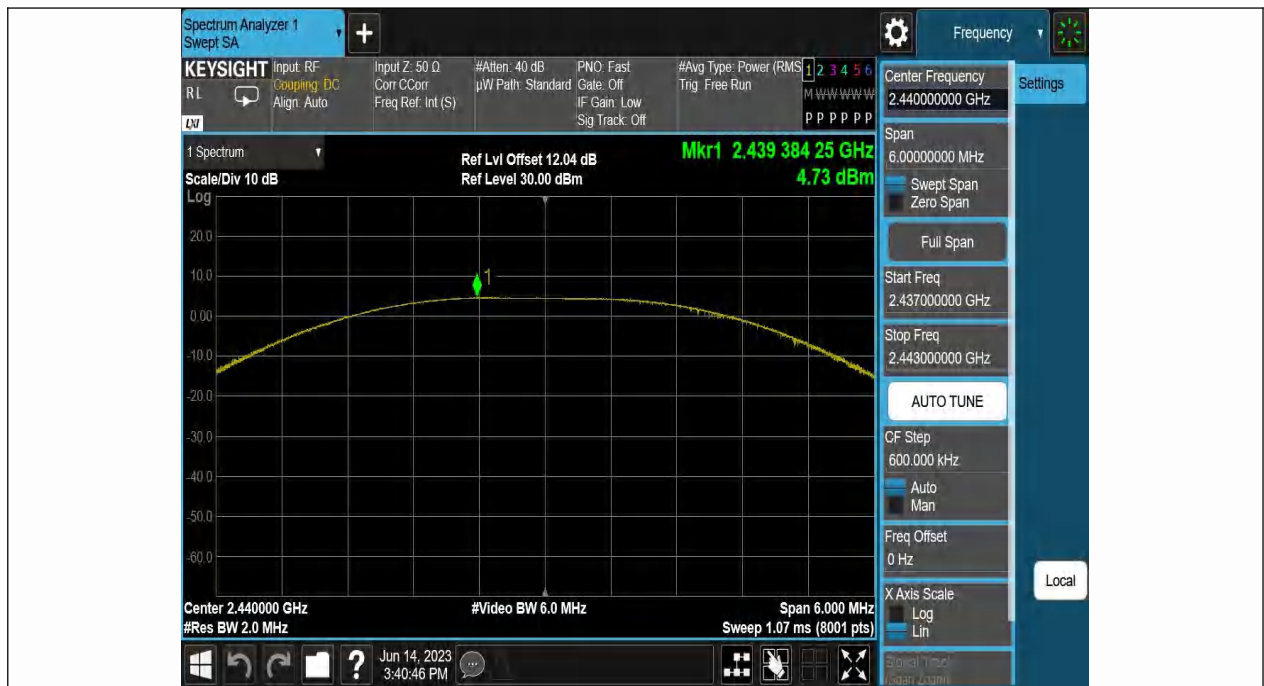 Spectrum Analyzer 1
Swept SA
Frequency
KEYSIGHT
RL
LXI
Input: RF
Coupling: DC
Align: Auto
Input Z: 50 Ω
Corr CCorr
Freq Ref: Int (S)
#Atten: 40 dB
µW Path: Standard
PNO: Fast
Gate: Off
IF Gain: Low
Sig Track: Off
#Avg Type: Power (RMS
Trig: Free Run
1 2 3 4 5 6
M W W W W W
P P P P P P
Center Frequency
2.440000000 GHz
Settings
Span
6.00000000 MHz
Swept Span
Zero Span
Full Span
Start Freq
2.437000000 GHz
Stop Freq
2.443000000 GHz
AUTO TUNE
CF Step
600.000 kHz
Auto
Man
Freq Offset
0 Hz
X Axis Scale
Log
Lin
Local
1 Spectrum
Scale/Div 10 dB
Ref Lvl Offset 12.04 dB
Ref Level 30.00 dBm
Mkr1 2.439 384 25 GHz
4.73 dBm
Log
20.0
10.0
0.00
-10.0
-20.0
-30.0
-40.0
-50.0
-60.0
1
Center 2.440000 GHz
#Video BW 6.0 MHz
Span 6.000 MHz
#Res BW 2.0 MHz
Sweep 1.07 ms (8001 pts)
?
Jun 14, 2023
3:40:46 PM